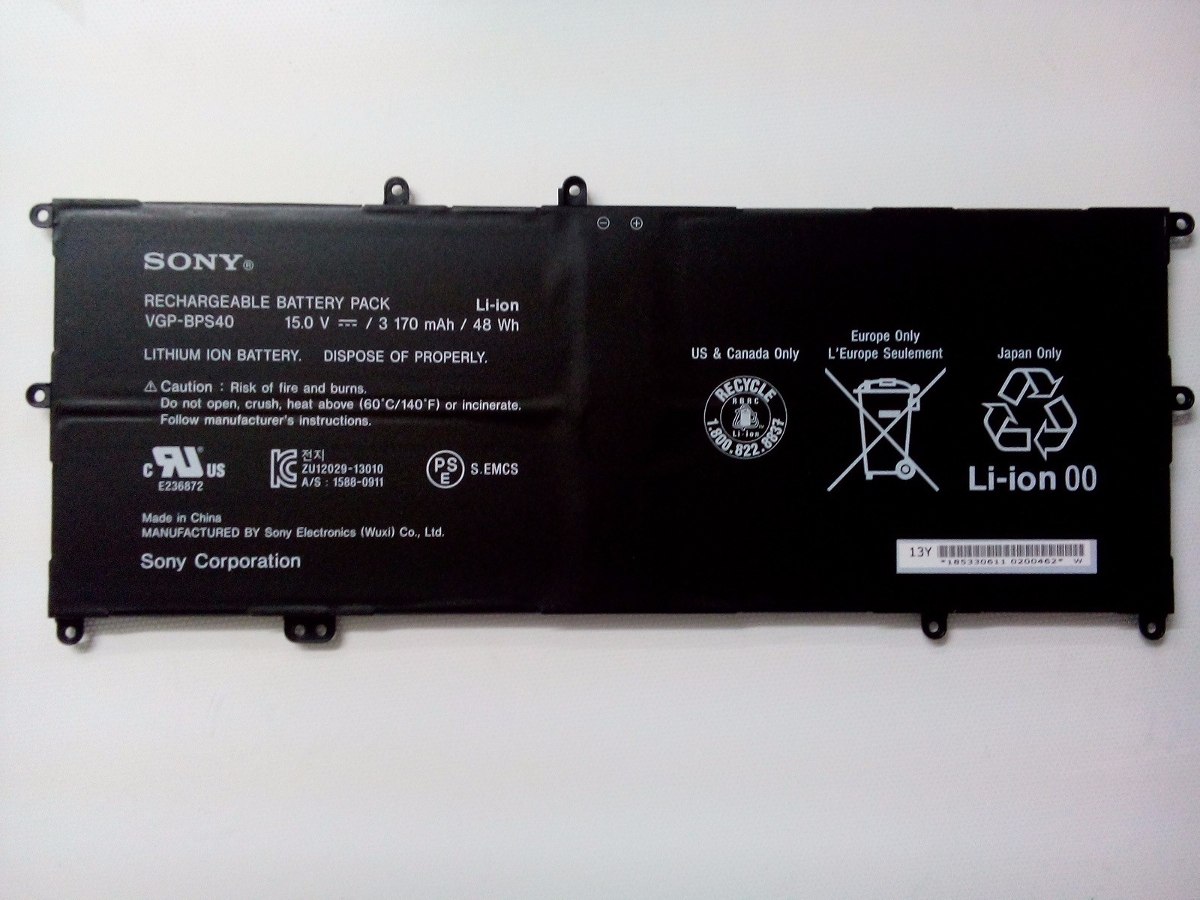 SONY®
RECHARGEABLE BATTERY PACK Li-ion
VGP-BPS40 15.0 V ⎓ / 3 170 mAh / 48 Wh
LITHIUM ION BATTERY. DISPOSE OF PROPERLY.
⚠ Caution : Risk of fire and burns.
Do not open, crush, heat above (60°C/140°F) or incinerate.
Follow manufacturer's instructions.
c RU® US
E236872
전지
ZU12029-13010
A/S : 1588-0911
PS
E
S.EMCS
Made in China
MANUFACTURED BY Sony Electronics (Wuxi) Co., Ltd.
Sony Corporation
⊖ ⊕
US & Canada Only
RECYCLE
RBRC
Li-ion
1.800.822.8837
Europe Only
L'Europe Seulement
Japan Only
Li-ion 00
13Y
*185330611 0200462* W